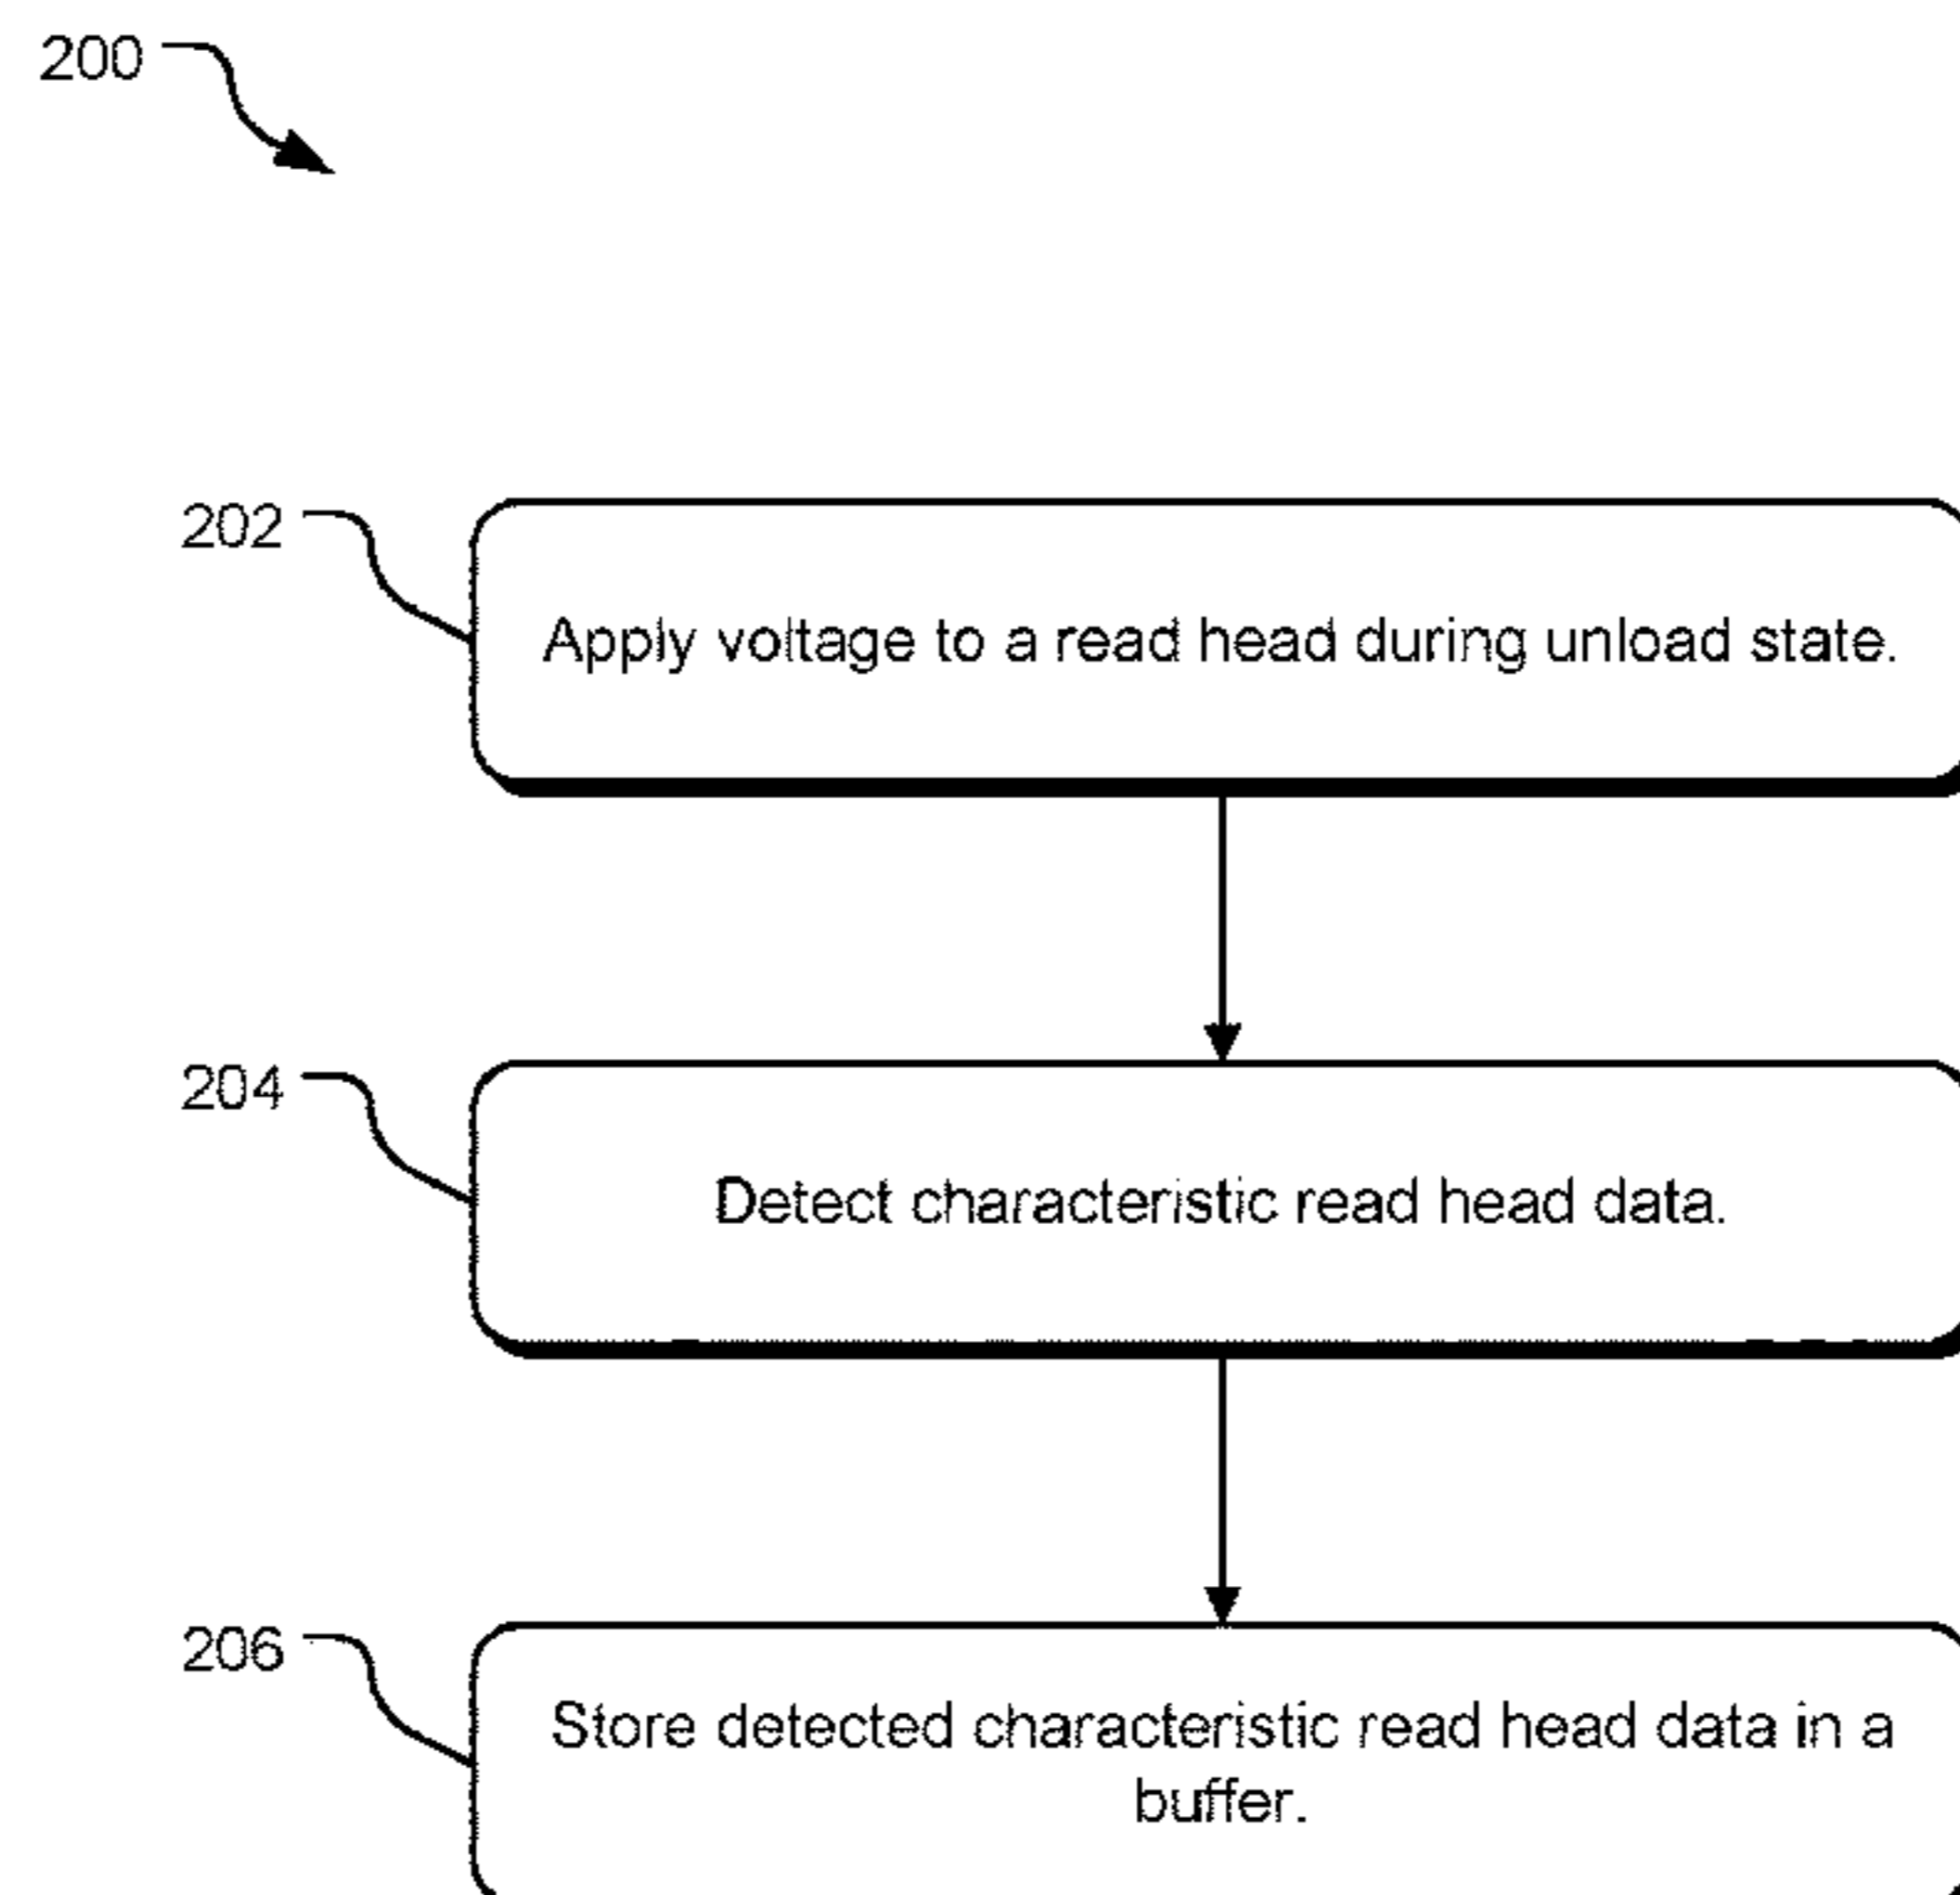 200
202
Apply voltage to a read head during unload state.
204
Detect characteristic read head data.
206
Store detected characteristic read head data in a
buffer.